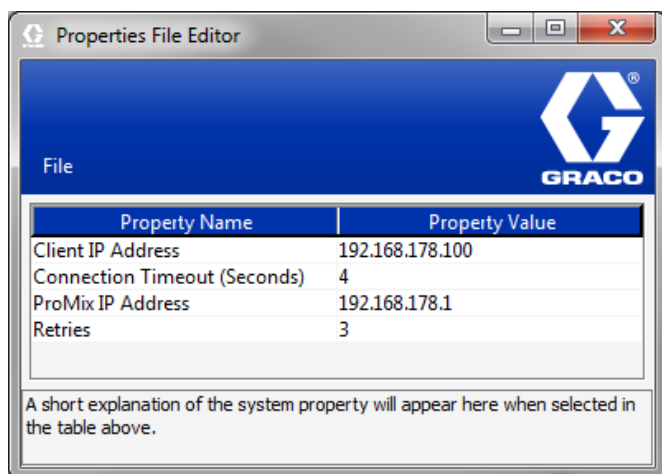 Properties File Editor
®
File
GRACO
Property Name Property Value
Client IP Address 192.168.178.100
Connection Timeout (Seconds) 4
ProMix IP Address 192.168.178.1
Retries 3
A short explanation of the system property will appear here when selected in
the table above.